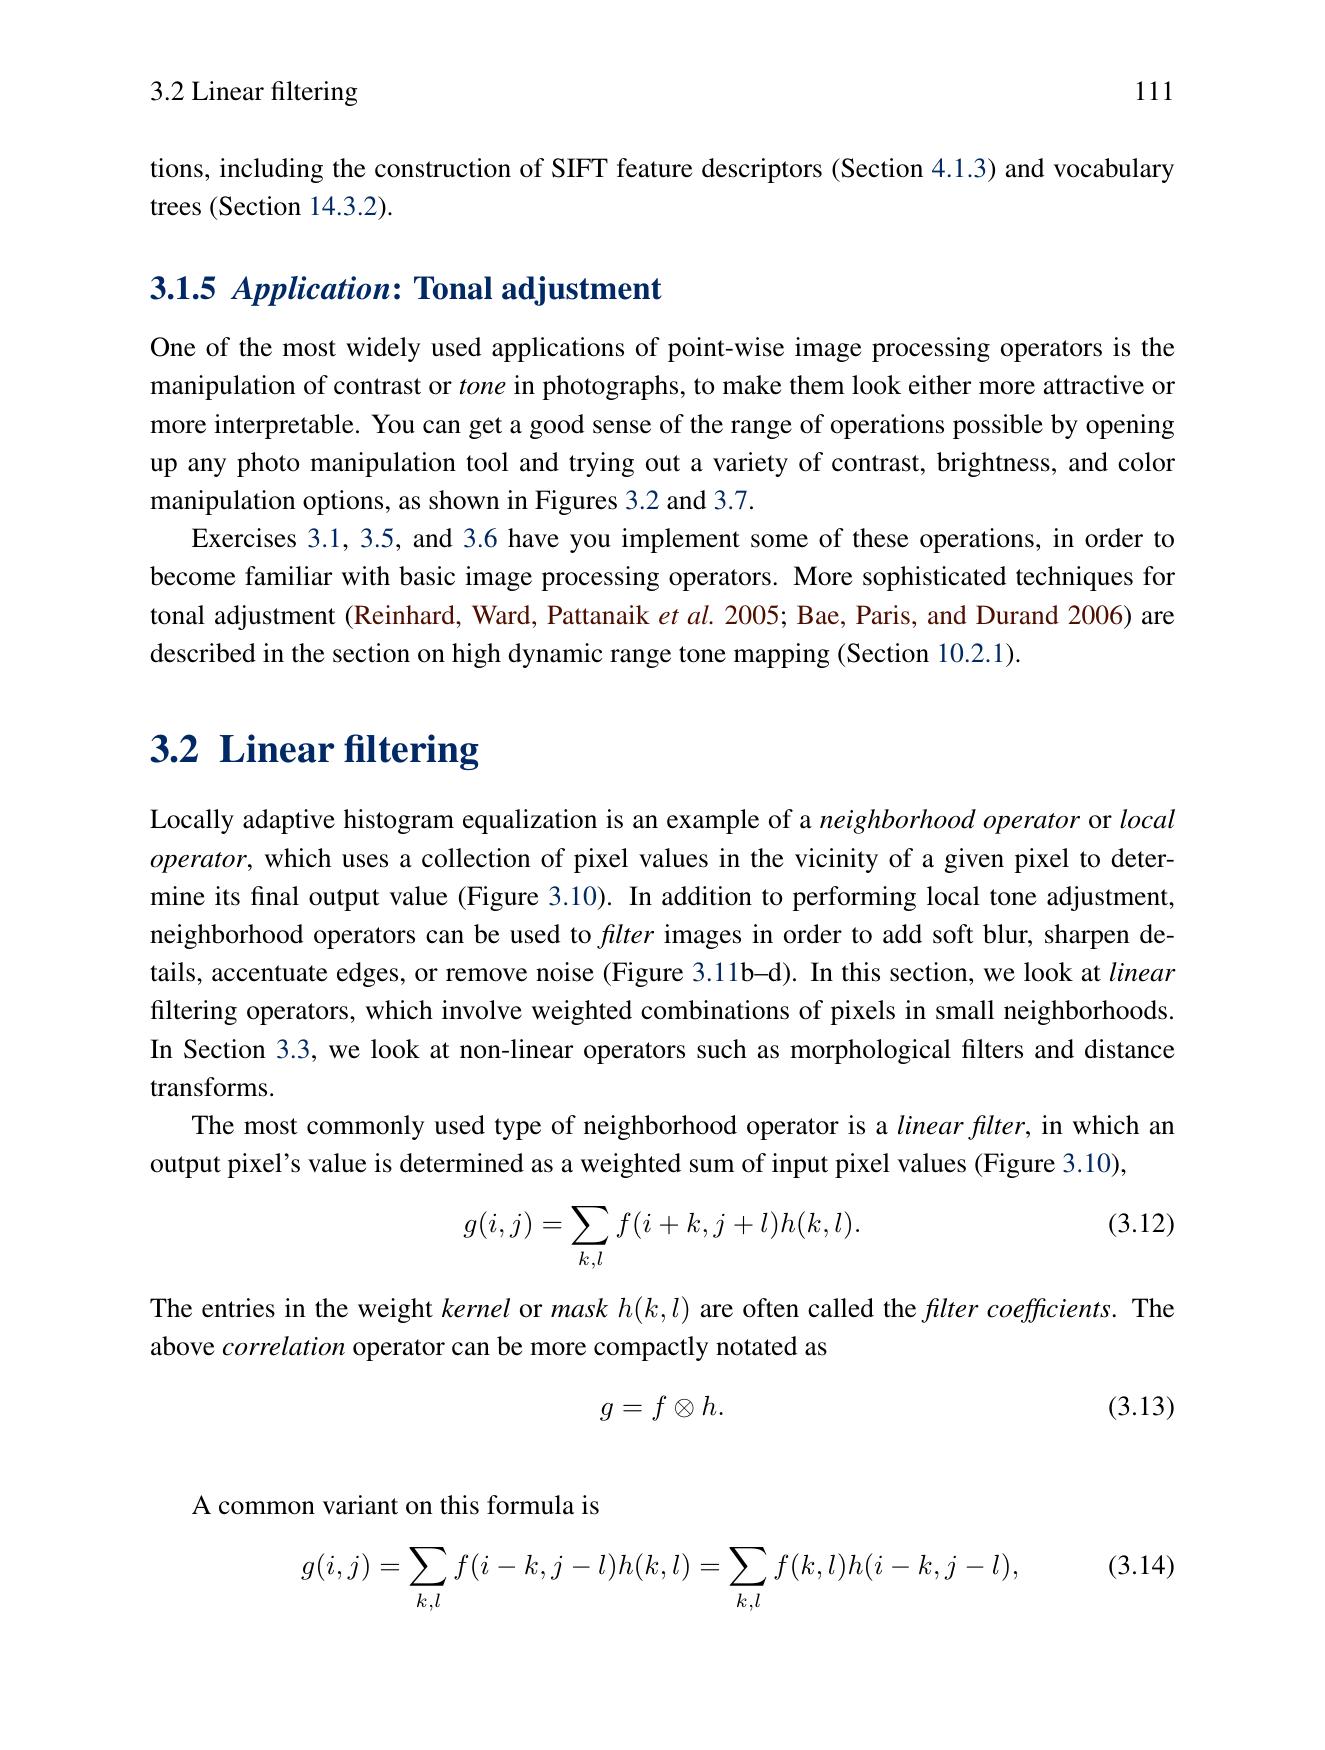 3.2 Linear filtering 111
tions, including the construction of SIFT feature descriptors (Section 4.1.3) and vocabulary
trees (Section 14.3.2).
3.1.5 Application: Tonal adjustment
One of the most widely used applications of point-wise image processing operators is the
manipulation of contrast or tone in photographs, to make them look either more attractive or
more interpretable. You can get a good sense of the range of operations possible by opening
up any photo manipulation tool and trying out a variety of contrast, brightness, and color
manipulation options, as shown in Figures 3.2 and 3.7.
Exercises 3.1, 3.5, and 3.6 have you implement some of these operations, in order to
become familiar with basic image processing operators. More sophisticated techniques for
tonal adjustment (Reinhard, Ward, Pattanaik et al. 2005; Bae, Paris, and Durand 2006) are
described in the section on high dynamic range tone mapping (Section 10.2.1).
3.2 Linear filtering
Locally adaptive histogram equalization is an example of a neighborhood operator or local
operator, which uses a collection of pixel values in the vicinity of a given pixel to deter-
mine its final output value (Figure 3.10). In addition to performing local tone adjustment,
neighborhood operators can be used to filter images in order to add soft blur, sharpen de-
tails, accentuate edges, or remove noise (Figure 3.11b–d). In this section, we look at linear
filtering operators, which involve weighted combinations of pixels in small neighborhoods.
In Section 3.3, we look at non-linear operators such as morphological filters and distance
transforms.
The most commonly used type of neighborhood operator is a linear filter, in which an
output pixel's value is determined as a weighted sum of input pixel values (Figure 3.10),
g(i, j) = ∑ f(i + k, j + l)h(k, l). (3.12)
k,l
The entries in the weight kernel or mask h(k, l) are often called the filter coefficients. The
above correlation operator can be more compactly notated as
g = f ⊗ h. (3.13)
A common variant on this formula is
g(i, j) = ∑ f(i − k, j − l)h(k, l) = ∑ f(k, l)h(i − k, j − l), (3.14)
k,l k,l